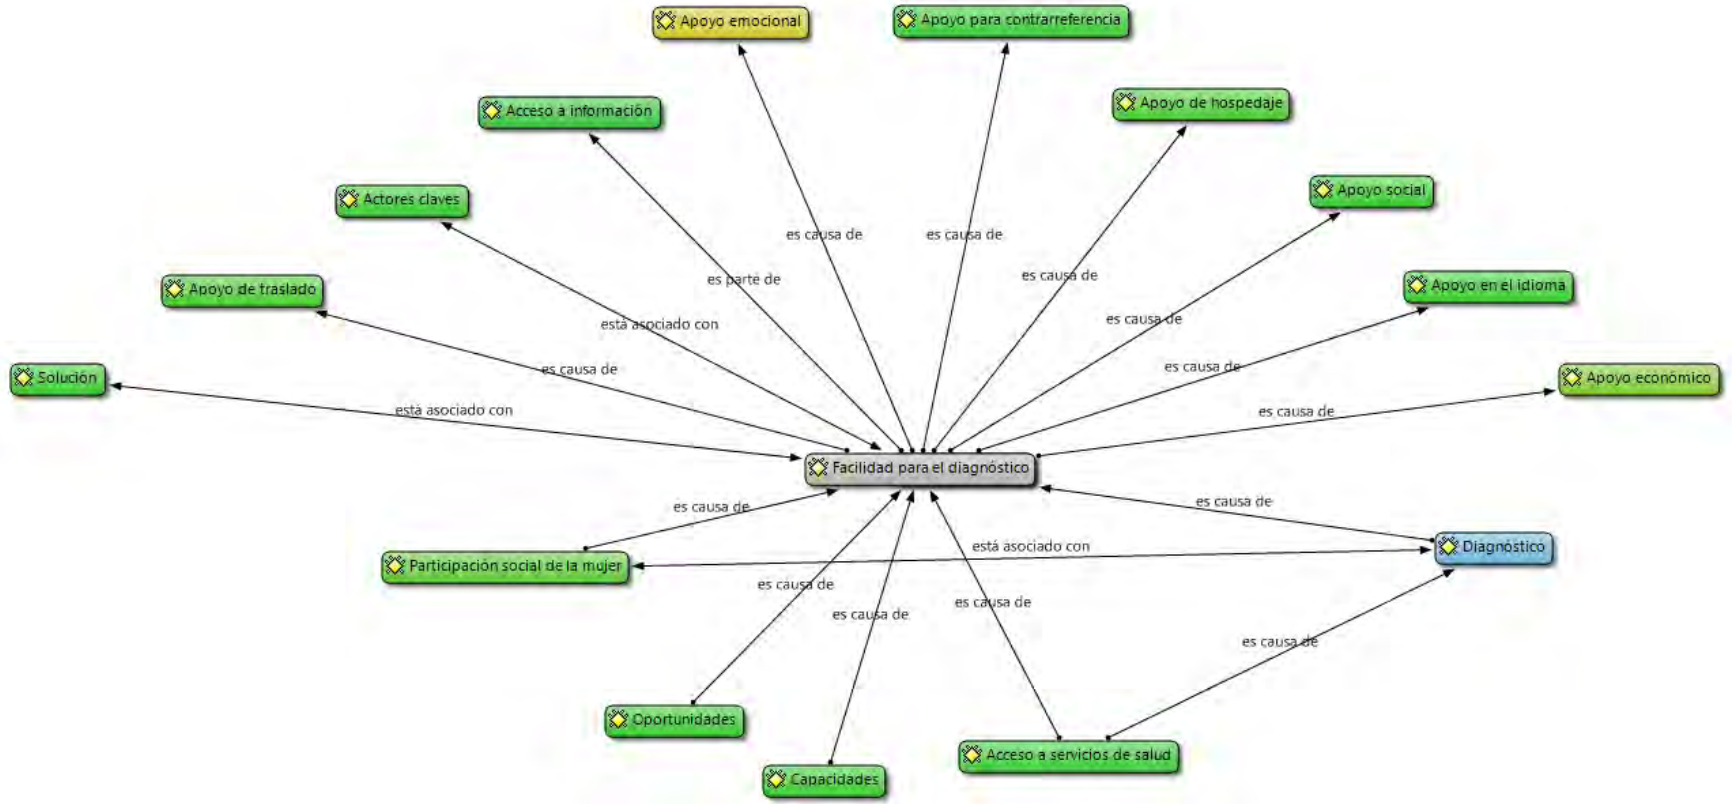 Apoyo emocional
Apoyo para contrarreferencia
Acceso a información
Apoyo de hospedaje
Actores claves
Apoyo social
es causa de
es causa de
es parte de
es causa de
Apoyo de traslado
Apoyo en el idioma
está asociado con
es causa de
Solución
es causa de
es causa de
Apoyo económico
está asociado con
es causa de
Facilidad para el diagnóstico
es causa de
es causa de
está asociado con
Diagnóstico
Participación social de la mujer
es causa de
es causa de
es causa de
es causa de
Oportunidades
Acceso a servicios de salud
Capacidades